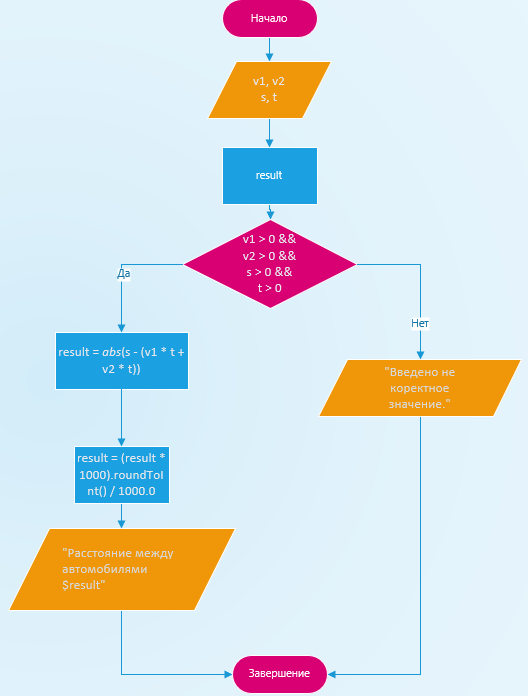 Начало
v1, v2
s, t
result
v1 > 0 &&
v2 > 0 &&
s > 0 &&
t > 0
Да
Нет
result = abs(s - (v1 * t +
v2 * t))
"Введено не
коректное
значение."
result = (result *
1000).roundToI
nt() / 1000.0
"Расстояние между
автомобилями
$result"
Завершение